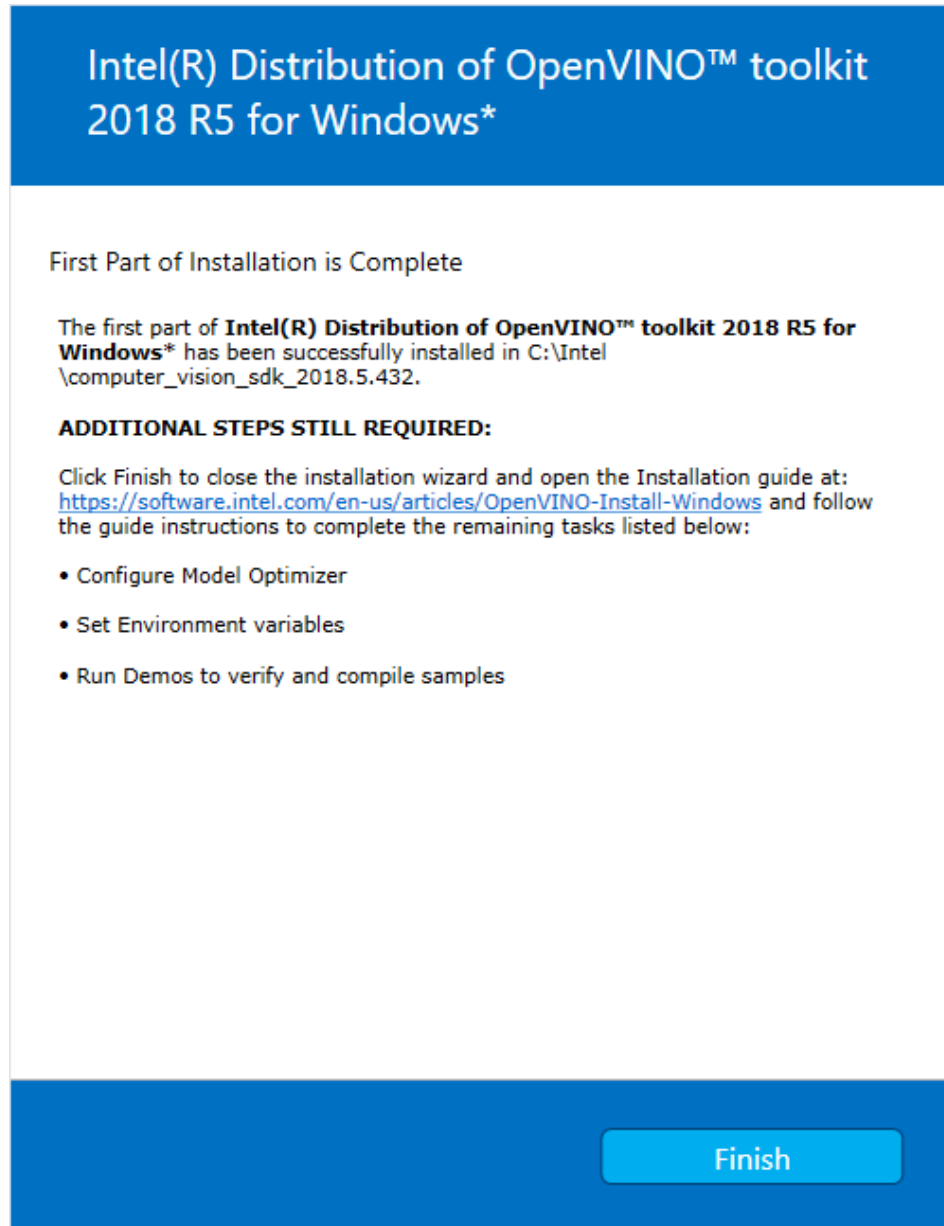 Intel(R) Distribution of OpenVINO™ toolkit
2018 R5 for Windows*
First Part of Installation is Complete
The first part of Intel(R) Distribution of OpenVINO™ toolkit 2018 R5 for
Windows* has been successfully installed in C:\Intel
\computer_vision_sdk_2018.5.432.
ADDITIONAL STEPS STILL REQUIRED:
Click Finish to close the installation wizard and open the Installation guide at:
https://software.intel.com/en-us/articles/OpenVINO-Install-Windows and follow
the guide instructions to complete the remaining tasks listed below:
• Configure Model Optimizer
• Set Environment variables
• Run Demos to verify and compile samples
Finish